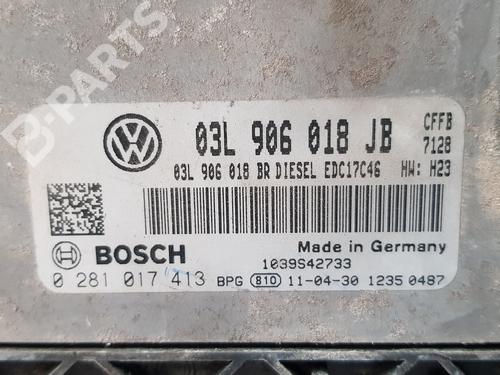 B-PARTS
03L 906 018 JB CFFB
7128
03L 906 018 BR DIESEL EDC17C46 HW: H23
BOSCH Made in Germany
1039S42733
0 281 017 413 BPG 810 11-04-30 1235 0487